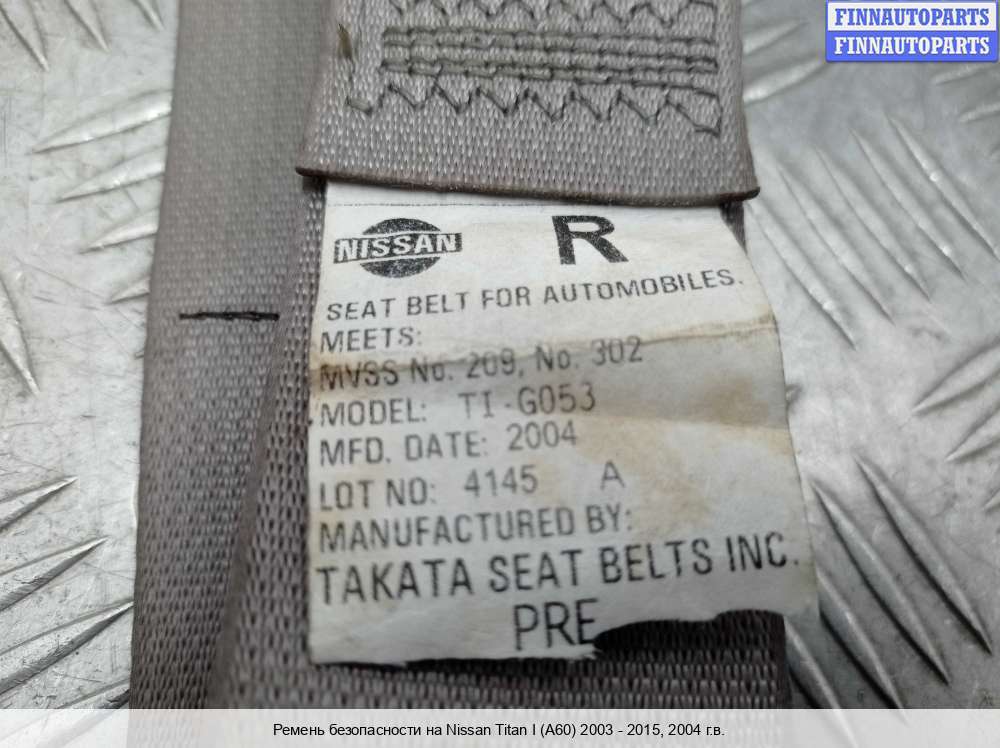 FINNAUTOPARTS
FINNAUTOPARTS
NISSAN R
SEAT BELT FOR AUTOMOBILES.
MEETS:
MVSS No. 209, No. 302
MODEL: TI-G053
MFD. DATE: 2004
LOT NO: 4145 A
MANUFACTURED BY:
TAKATA SEAT BELTS INC.
PRE
Ремень безопасности на Nissan Titan I (A60) 2003 - 2015, 2004 г.в.